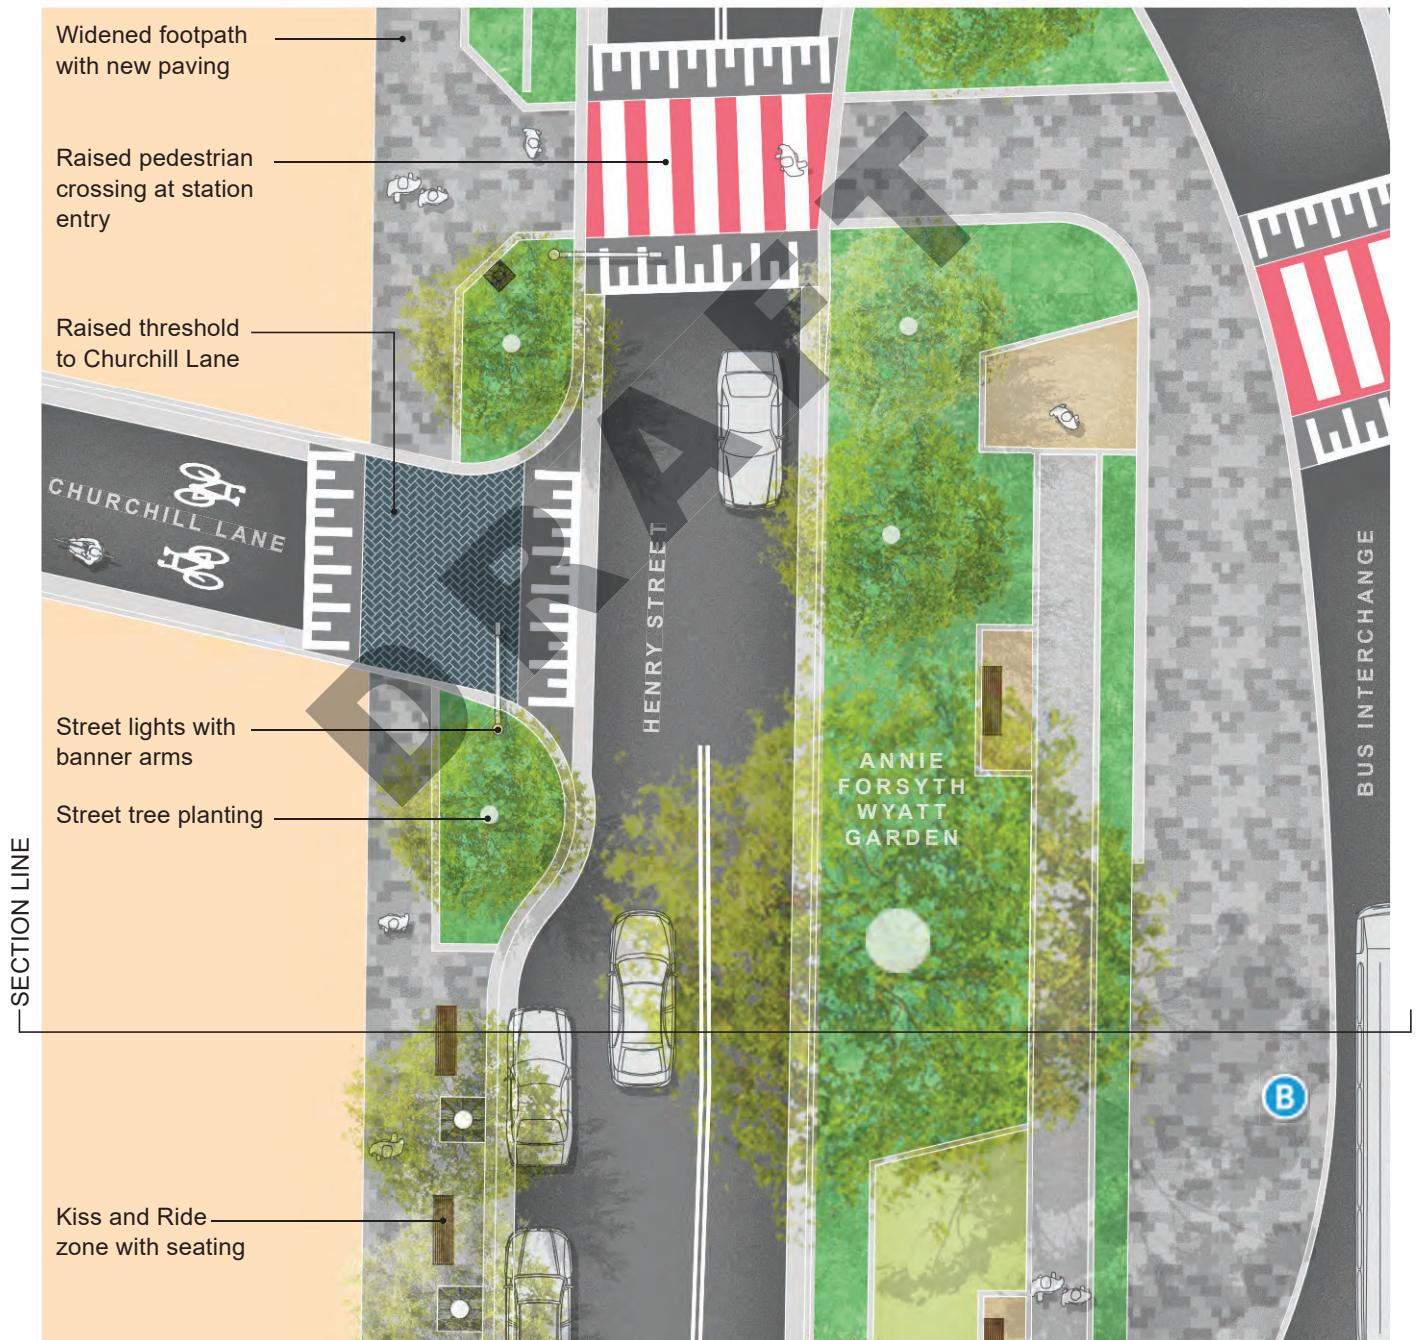 Widened footpath
with new paving
Raised pedestrian
crossing at station
entry
Raised threshold
to Churchill Lane
CHURCHILL LANE
HENRY STREET
DRAFT
BUS INTERCHANGE
Street lights with
banner arms
ANNIE
FORSYTH
WYATT
GARDEN
Street tree planting
SECTION LINE
B
Kiss and Ride
zone with seating